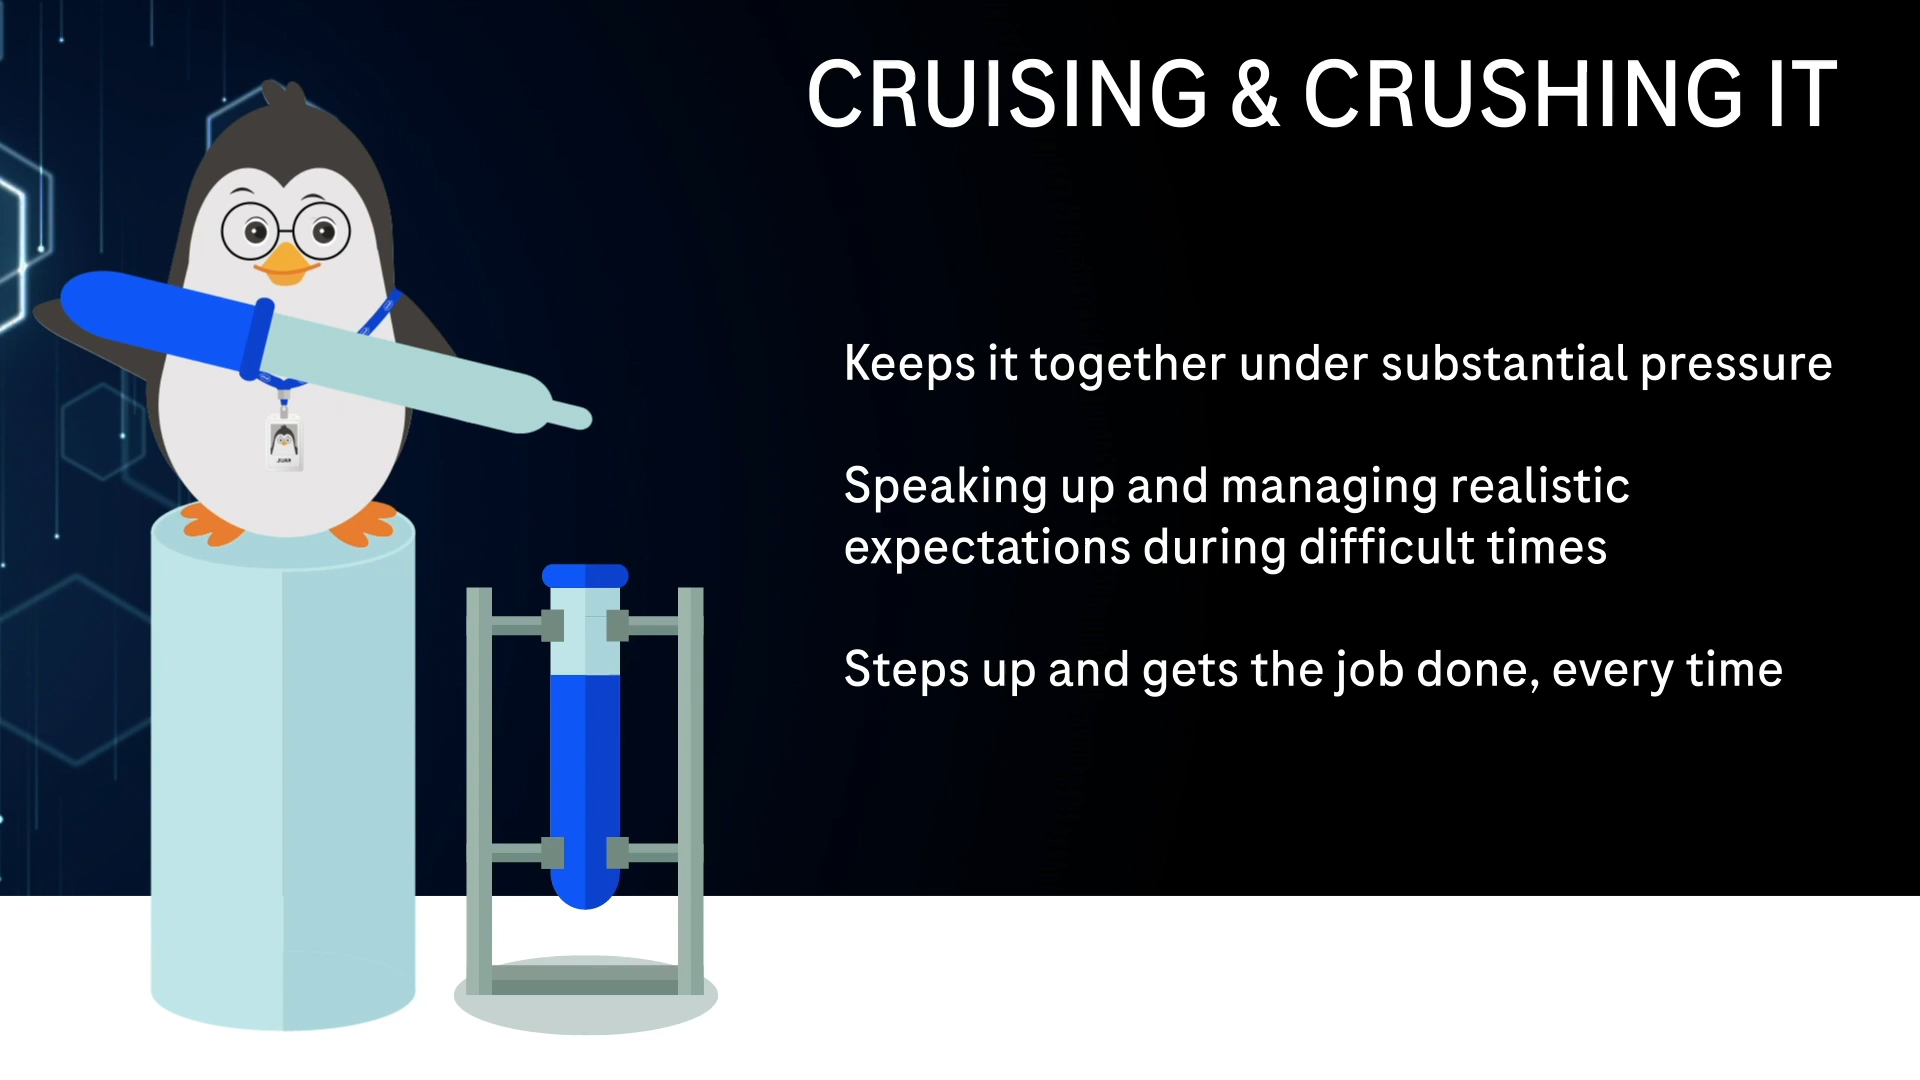 CRUISING & CRUSHING IT
Keeps it together under substantial pressure
Speaking up and managing realistic
expectations during difficult times
Steps up and gets the job done, every time